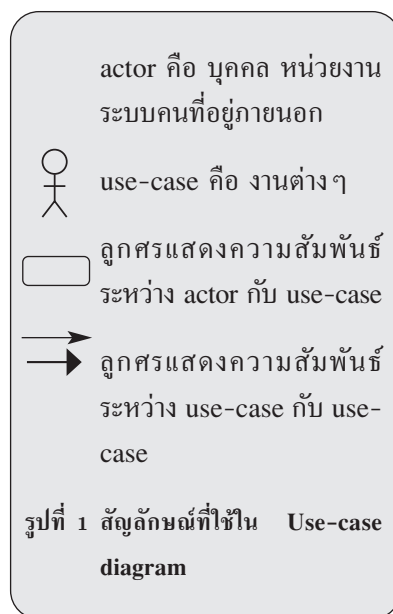 actor คือ บุคคล หน่วยงาน
ระบบคนที่อยู่ภายนอก
use-case คือ งานต่างๆ
ลูกศรแสดงความสัมพันธ์
ระหว่าง actor กับ use-case
ลูกศรแสดงความสัมพันธ์
ระหว่าง use-case กับ use-
case
รูปที่ 1 สัญลักษณ์ที่ใช้ใน Use-case
diagram